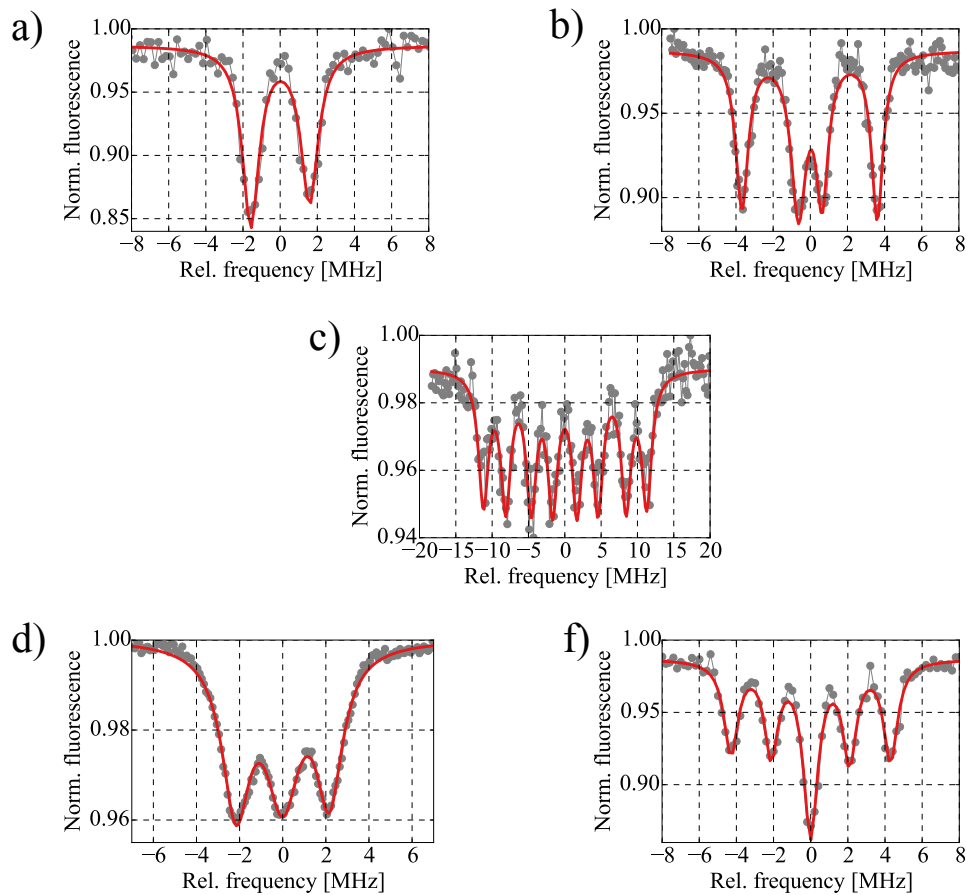 a)
Norm. fluorescence
1.00
0.95
0.90
0.85
−8 −6 −4 −2 0 2 4 6 8
Rel. frequency [MHz]
b)
Norm. fluorescence
1.00
0.95
0.90
−8 −6 −4 −2 0 2 4 6 8
Rel. frequency [MHz]
c)
Norm. fluorescence
1.00
0.98
0.96
0.94
−20 −15 −10 −5 0 5 10 15 20
Rel. frequency [MHz]
d)
Norm. fluorescence
1.00
0.98
0.96
−6 −4 −2 0 2 4 6
Rel. frequency [MHz]
f)
Norm. fluorescence
1.00
0.95
0.90
−8 −6 −4 −2 0 2 4 6 8
Rel. frequency [MHz]